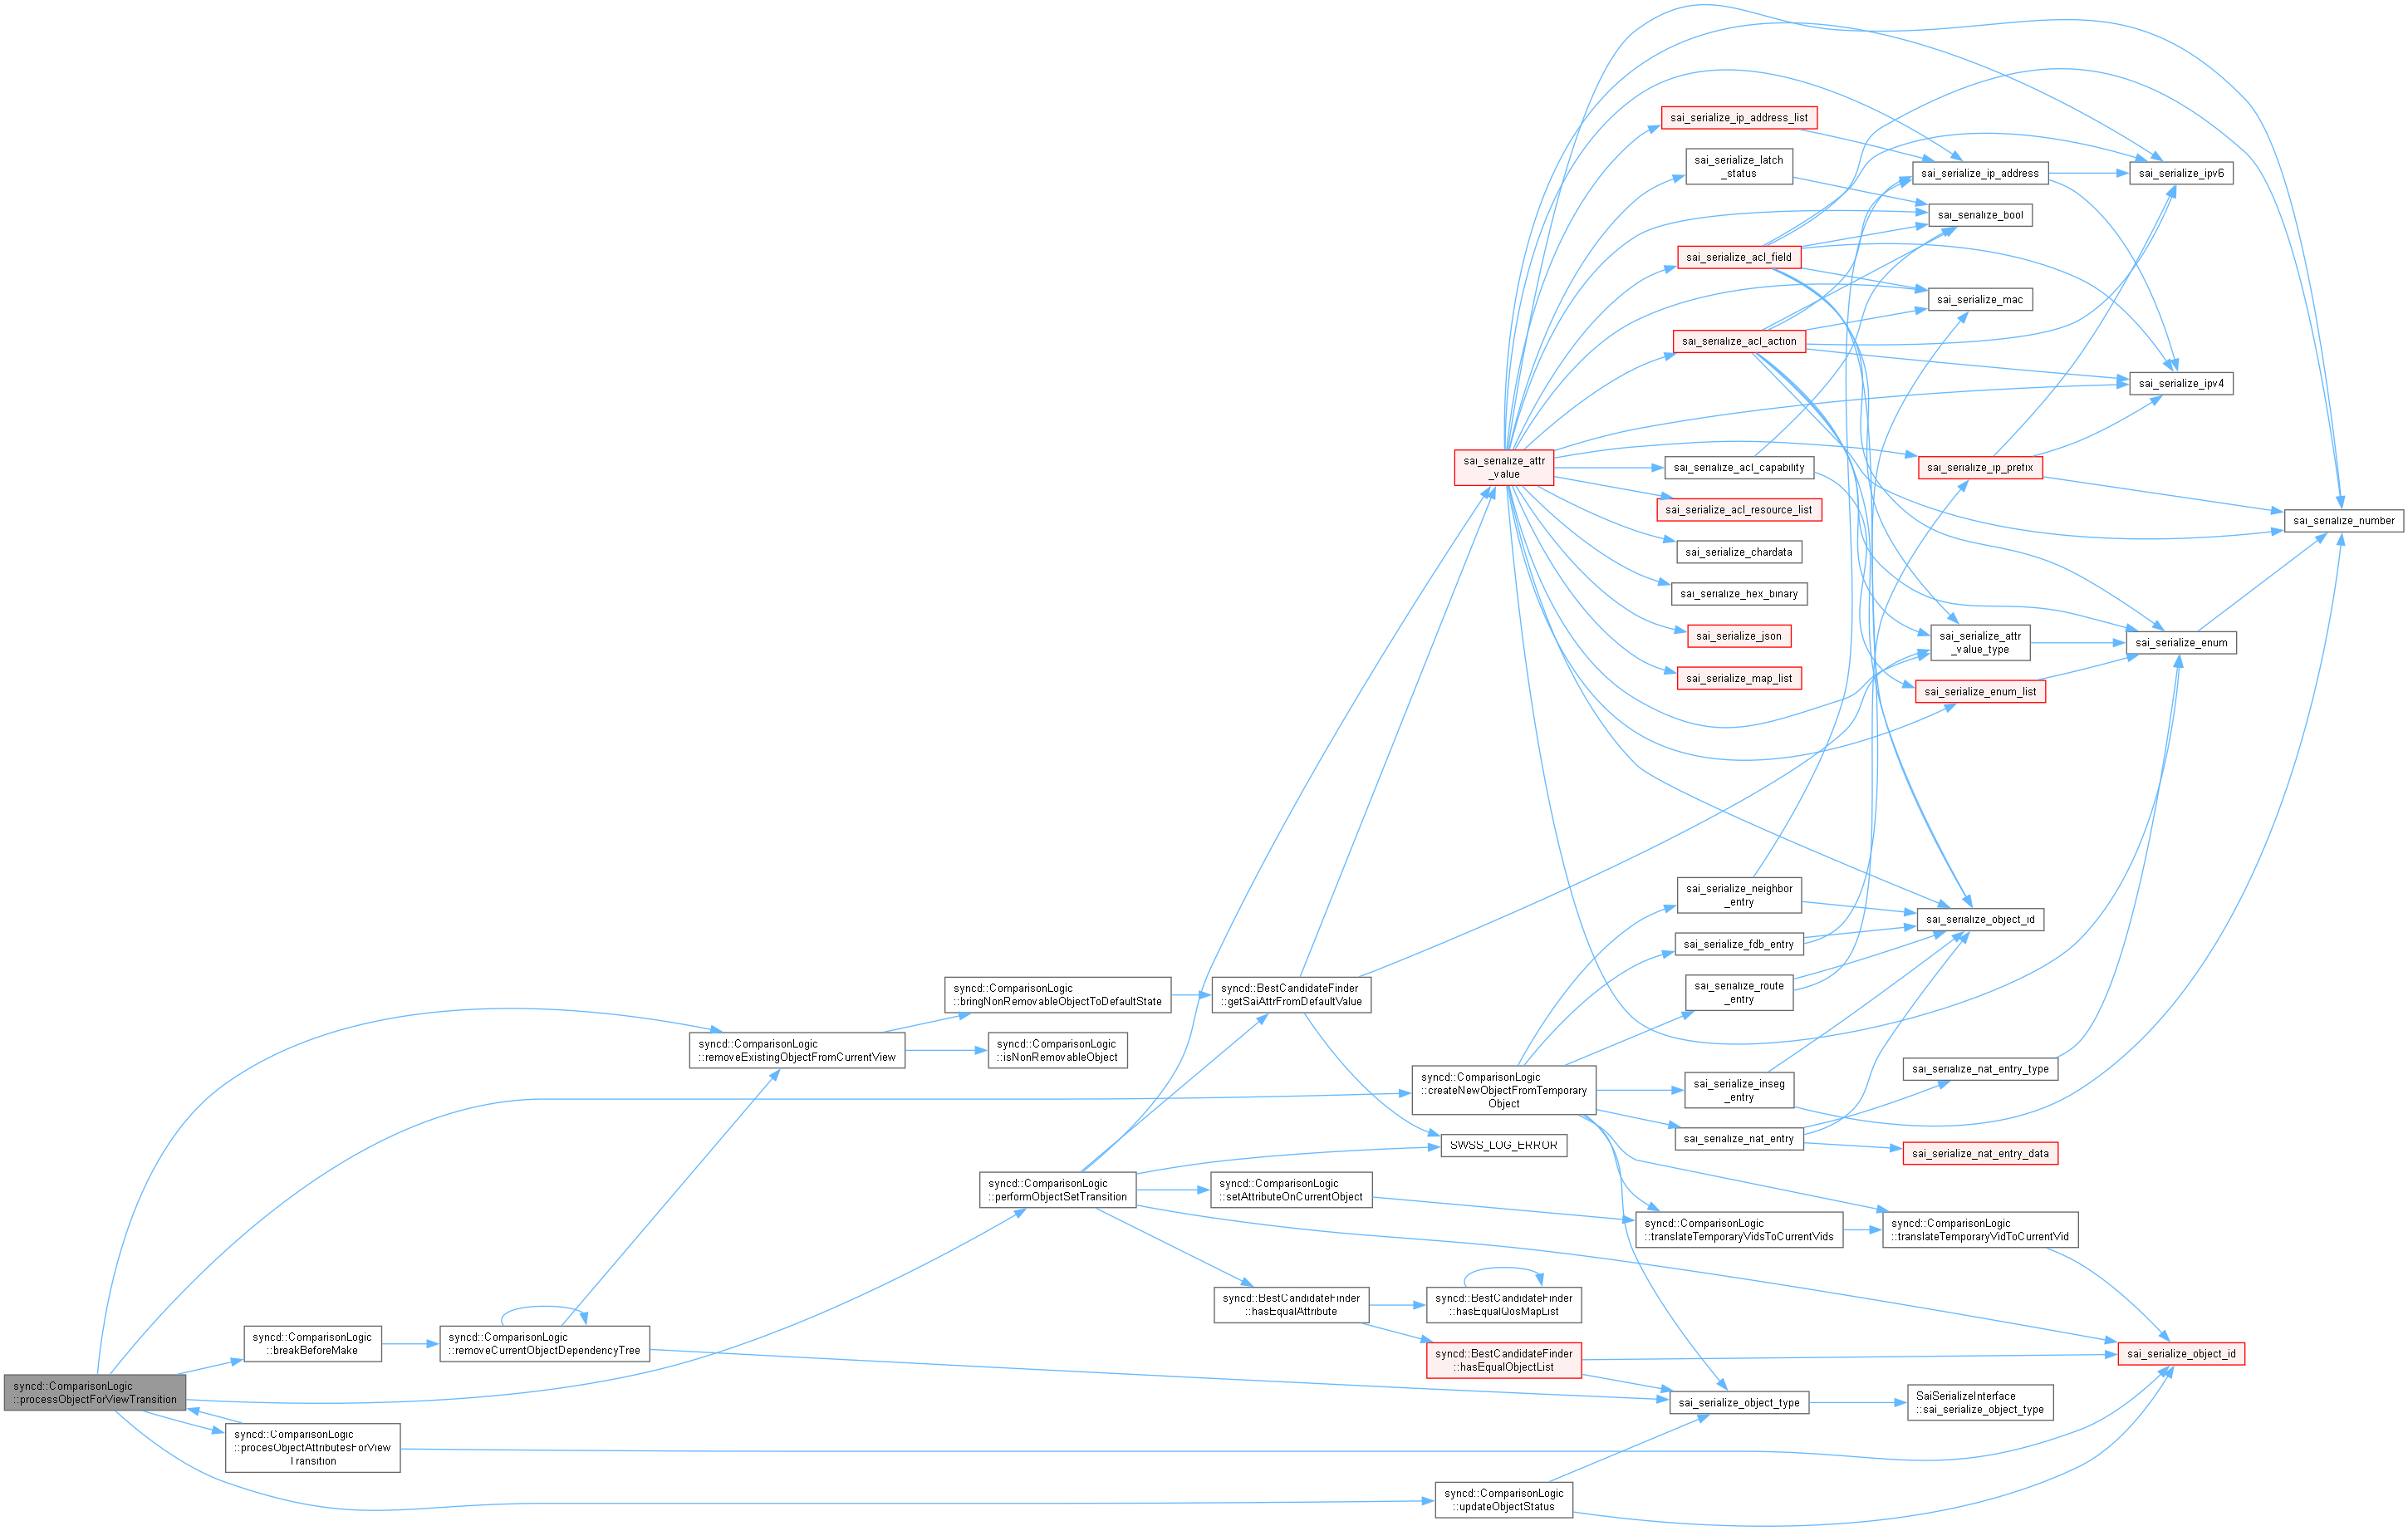 sai_serialize_ip_address_list
sai_serialize_latch
_status
sai_serialize_ip_address
sai_serialize_ipv6
sai_serialize_bool
sai_serialize_acl_field
sai_serialize_mac
sai_serialize_acl_action
sai_serialize_ipv4
sai_serialize_attr
_value
sai_serialize_acl_capability
sai_serialize_ip_prefix
sai_serialize_acl_resource_list
sai_serialize_number
sai_serialize_chardata
sai_serialize_hex_binary
sai_serialize_json
sai_serialize_attr
_value_type
sai_serialize_enum
sai_serialize_map_list
sai_serialize_enum_list
sai_serialize_neighbor
_entry
sai_serialize_object_id
sai_serialize_fdb_entry
syncd::ComparisonLogic
::bringNonRemovableObjectToDefaultState
syncd::BestCandidateFinder
::getSaiAttrFromDefaultValue
sai_serialize_route
_entry
syncd::ComparisonLogic
::removeExistingObjectFromCurrentView
syncd::ComparisonLogic
::isNonRemovableObject
syncd::ComparisonLogic
::createNewObjectFromTemporary
Object
sai_serialize_inseg
_entry
sai_serialize_nat_entry_type
sai_serialize_nat_entry
SWSS_LOG_ERROR
sai_serialize_nat_entry_data
syncd::ComparisonLogic
::performObjectSetTransition
syncd::ComparisonLogic
::setAttributeOnCurrentObject
syncd::ComparisonLogic
::translateTemporaryVidsToCurrentVids
syncd::ComparisonLogic
::translateTemporaryVidToCurrentVid
syncd::BestCandidateFinder
::hasEqualAttribute
syncd::BestCandidateFinder
::hasEqualQosMapList
syncd::ComparisonLogic
::breakBeforeMake
syncd::ComparisonLogic
::removeCurrentObjectDependencyTree
syncd::BestCandidateFinder
::hasEqualObjectList
sai_serialize_object_id
syncd::ComparisonLogic
::processObjectForViewTransition
sai_serialize_object_type
SaiSerializeInterface
::sai_serialize_object_type
syncd::ComparisonLogic
::procesObjectAttributesForView
Transition
syncd::ComparisonLogic
::updateObjectStatus